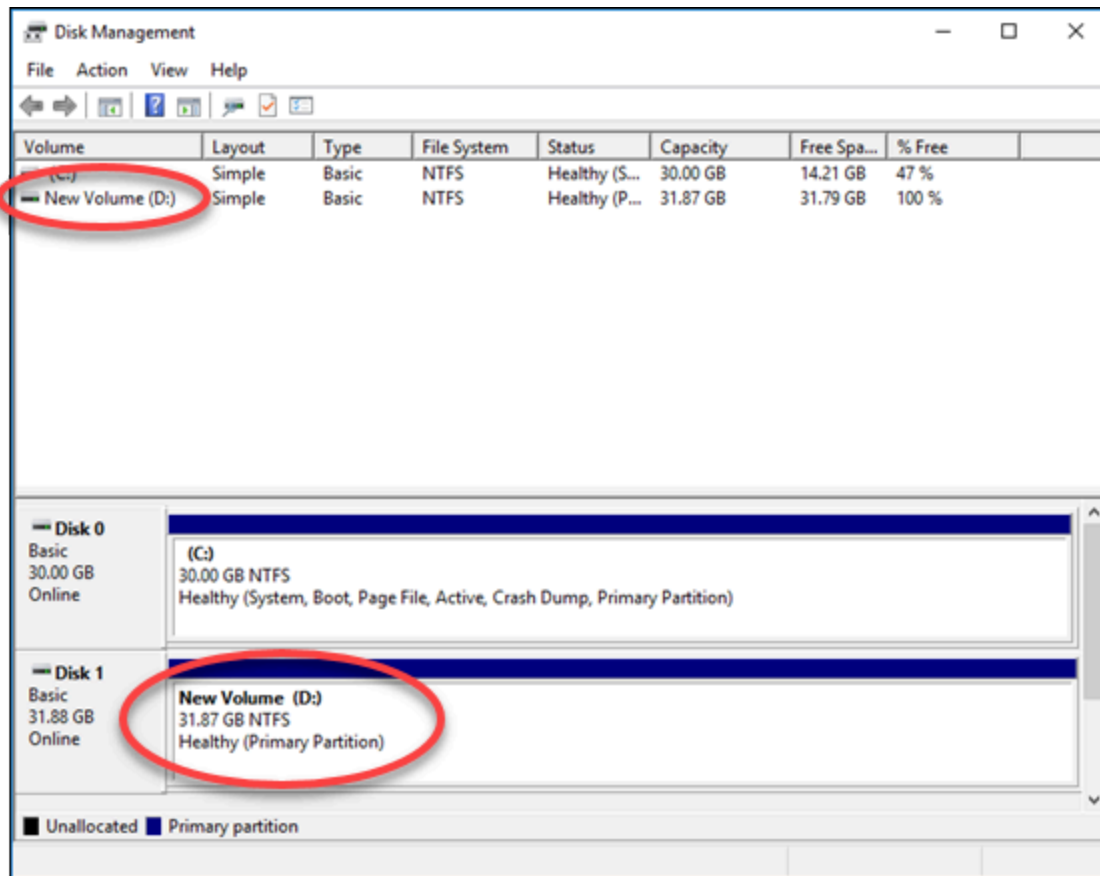 Disk Management
File Action View Help
Volume Layout Type File System Status Capacity Free Spa... % Free
(C:) Simple Basic NTFS Healthy (S... 30.00 GB 14.21 GB 47 %
New Volume (D:) Simple Basic NTFS Healthy (P... 31.87 GB 31.79 GB 100 %
Disk 0
Basic
30.00 GB
Online
(C:)
30.00 GB NTFS
Healthy (System, Boot, Page File, Active, Crash Dump, Primary Partition)
Disk 1
Basic
31.88 GB
Online
New Volume (D:)
31.87 GB NTFS
Healthy (Primary Partition)
Unallocated Primary partition